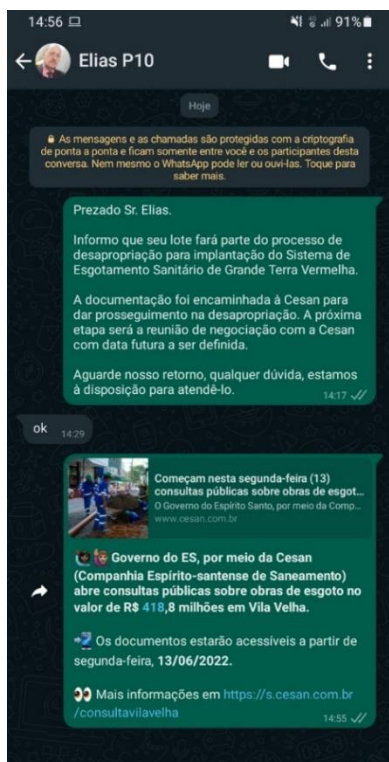 14:56 91%
Elias P10
Hoje
As mensagens e as chamadas são protegidas com a criptografia
de ponta a ponta e ficam somente entre você e os participantes desta
conversa. Nem mesmo o WhatsApp pode ler ou ouvi-las. Toque para
saber mais.
Prezado Sr. Elias.
Informo que seu lote fará parte do processo de
desapropriação para implantação do Sistema de
Esgotamento Sanitário de Grande Terra Vermelha.
A documentação foi encaminhada à Cesan para
dar prosseguimento na desapropriação. A próxima
etapa será a reunião de negociação com a Cesan
com data futura a ser definida.
Aguarde nosso retorno, qualquer dúvida, estamos
à disposição para atendê-lo.
14:17
ok 14:29
Começam nesta segunda-feira (13)
consultas públicas sobre obras de esgot...
O Governo do Espírito Santo, por meio da Comp...
www.cesan.com.br
Governo do ES, por meio da Cesan
(Companhia Espírito-santense de Saneamento)
abre consultas públicas sobre obras de esgoto no
valor de R$ 418,8 milhões em Vila Velha.
Os documentos estarão acessíveis a partir de
segunda-feira, 13/06/2022.
Mais informações em https://s.cesan.com.br
/consultavilavelha
14:55